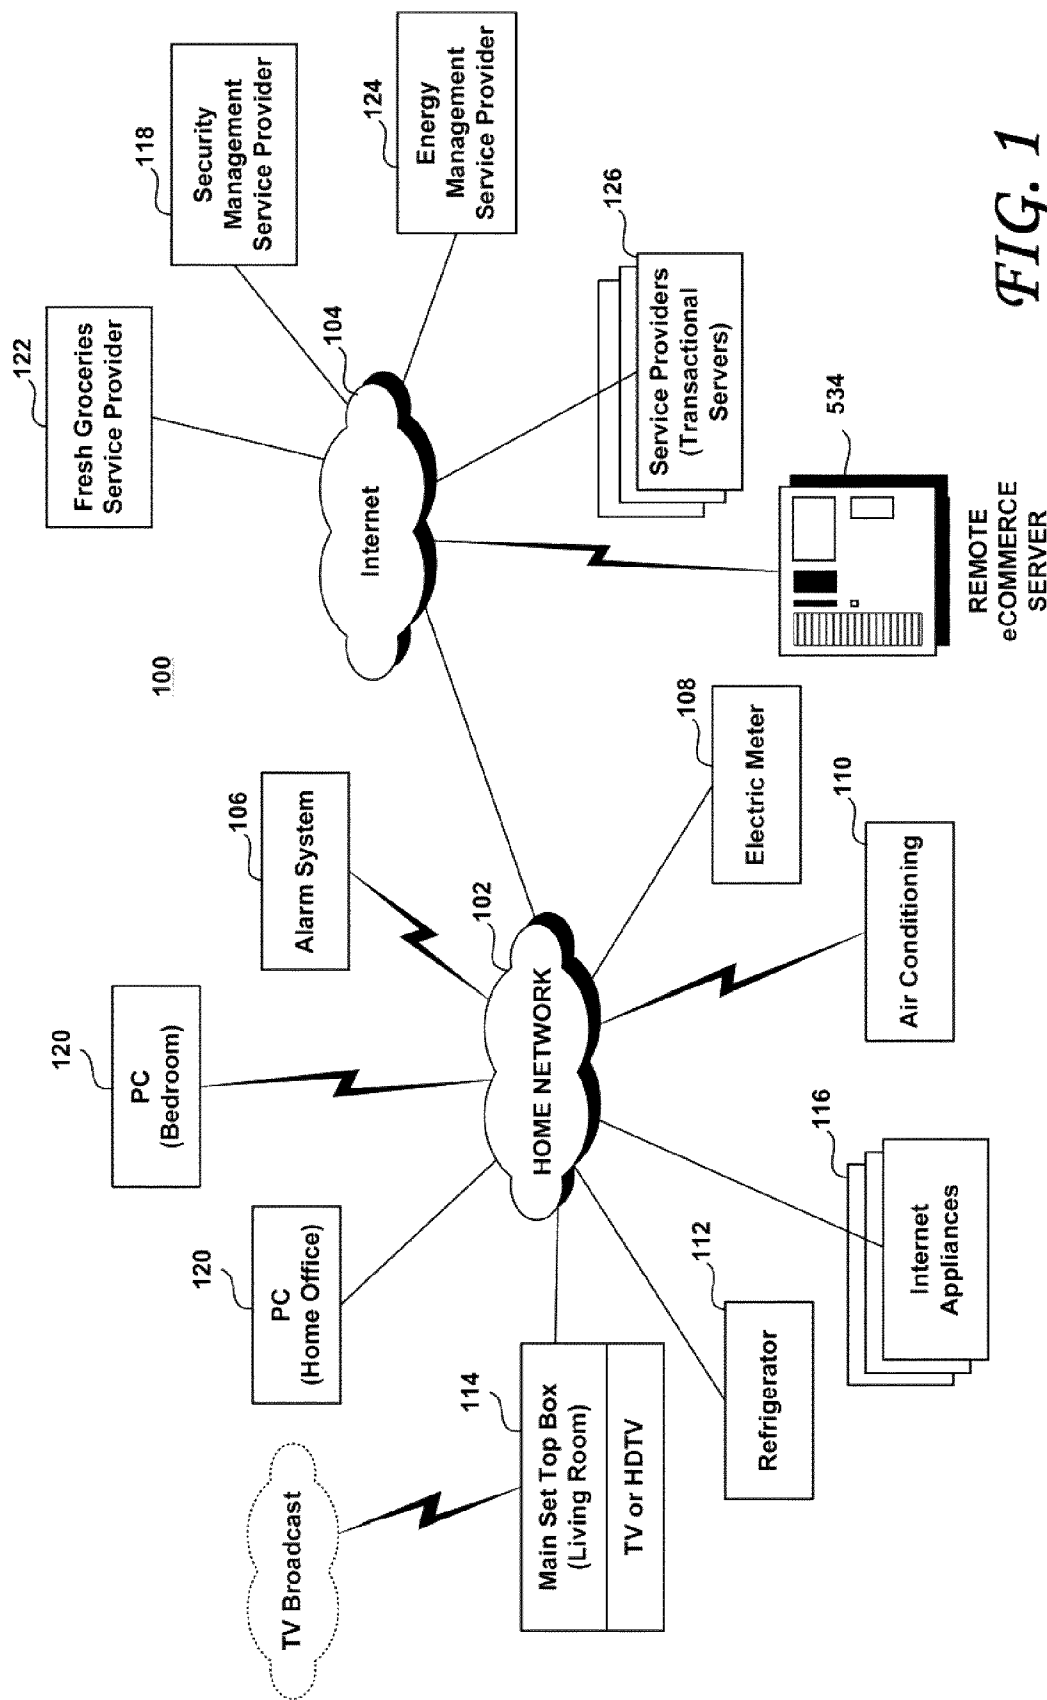 100
TV Broadcast
120
PC
(Home Office)
120
PC
(Bedroom)
106
Alarm System
122
Fresh Groceries
Service Provider
118
Security
Management
Service Provider
114
Main Set Top Box
(Living Room)
TV or HDTV
102
HOME NETWORK
104
Internet
124
Energy
Management
Service Provider
112
Refrigerator
116
Internet
Appliances
110
Air Conditioning
108
Electric Meter
534
REMOTE
eCOMMERCE
SERVER
126
Service Providers
(Transactional
Servers)
FIG. 1